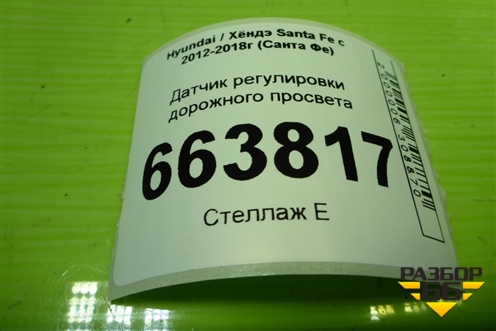 Hyundai / Хёндэ Santa Fe с
2012-2018г (Санта Фе)
Датчик регулировки
дорожного просвета
663817
Стеллаж Е
РАЗБОР
66